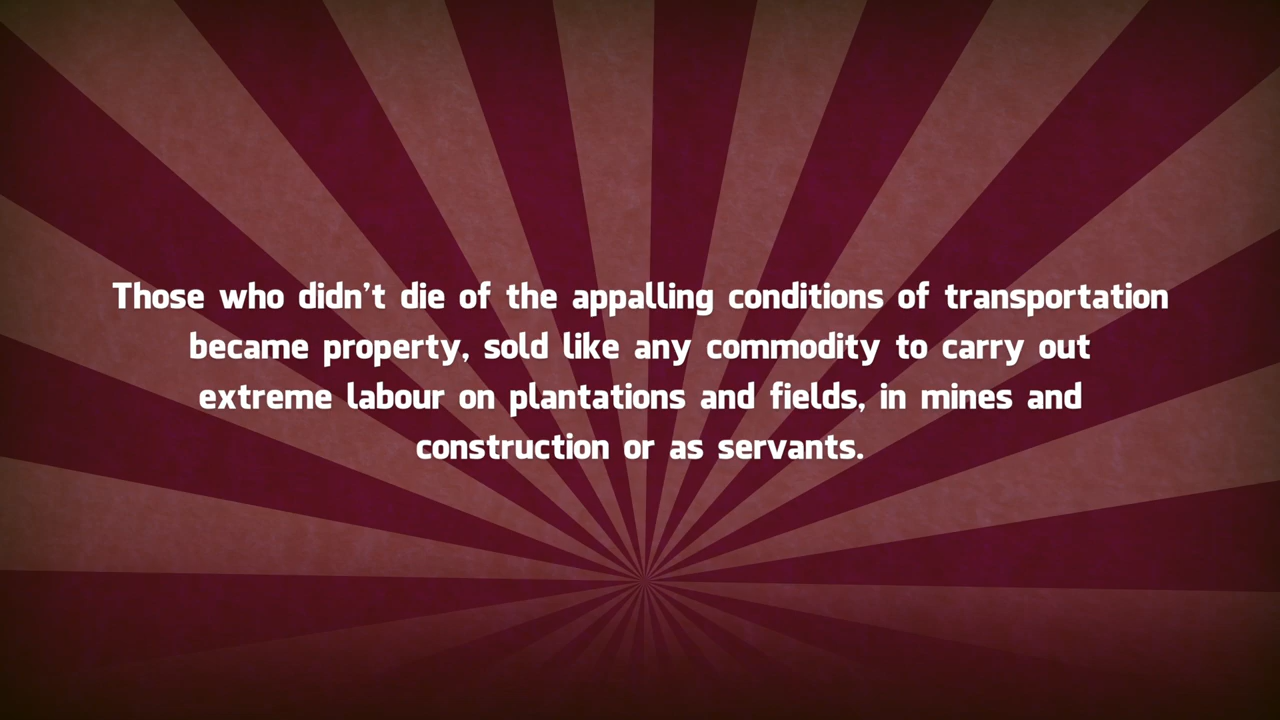 Those who didn’t die of the appalling conditions of transportation
became property, sold like any commodity to carry out
extreme labour on plantations and fields, in mines and
construction or as servants.